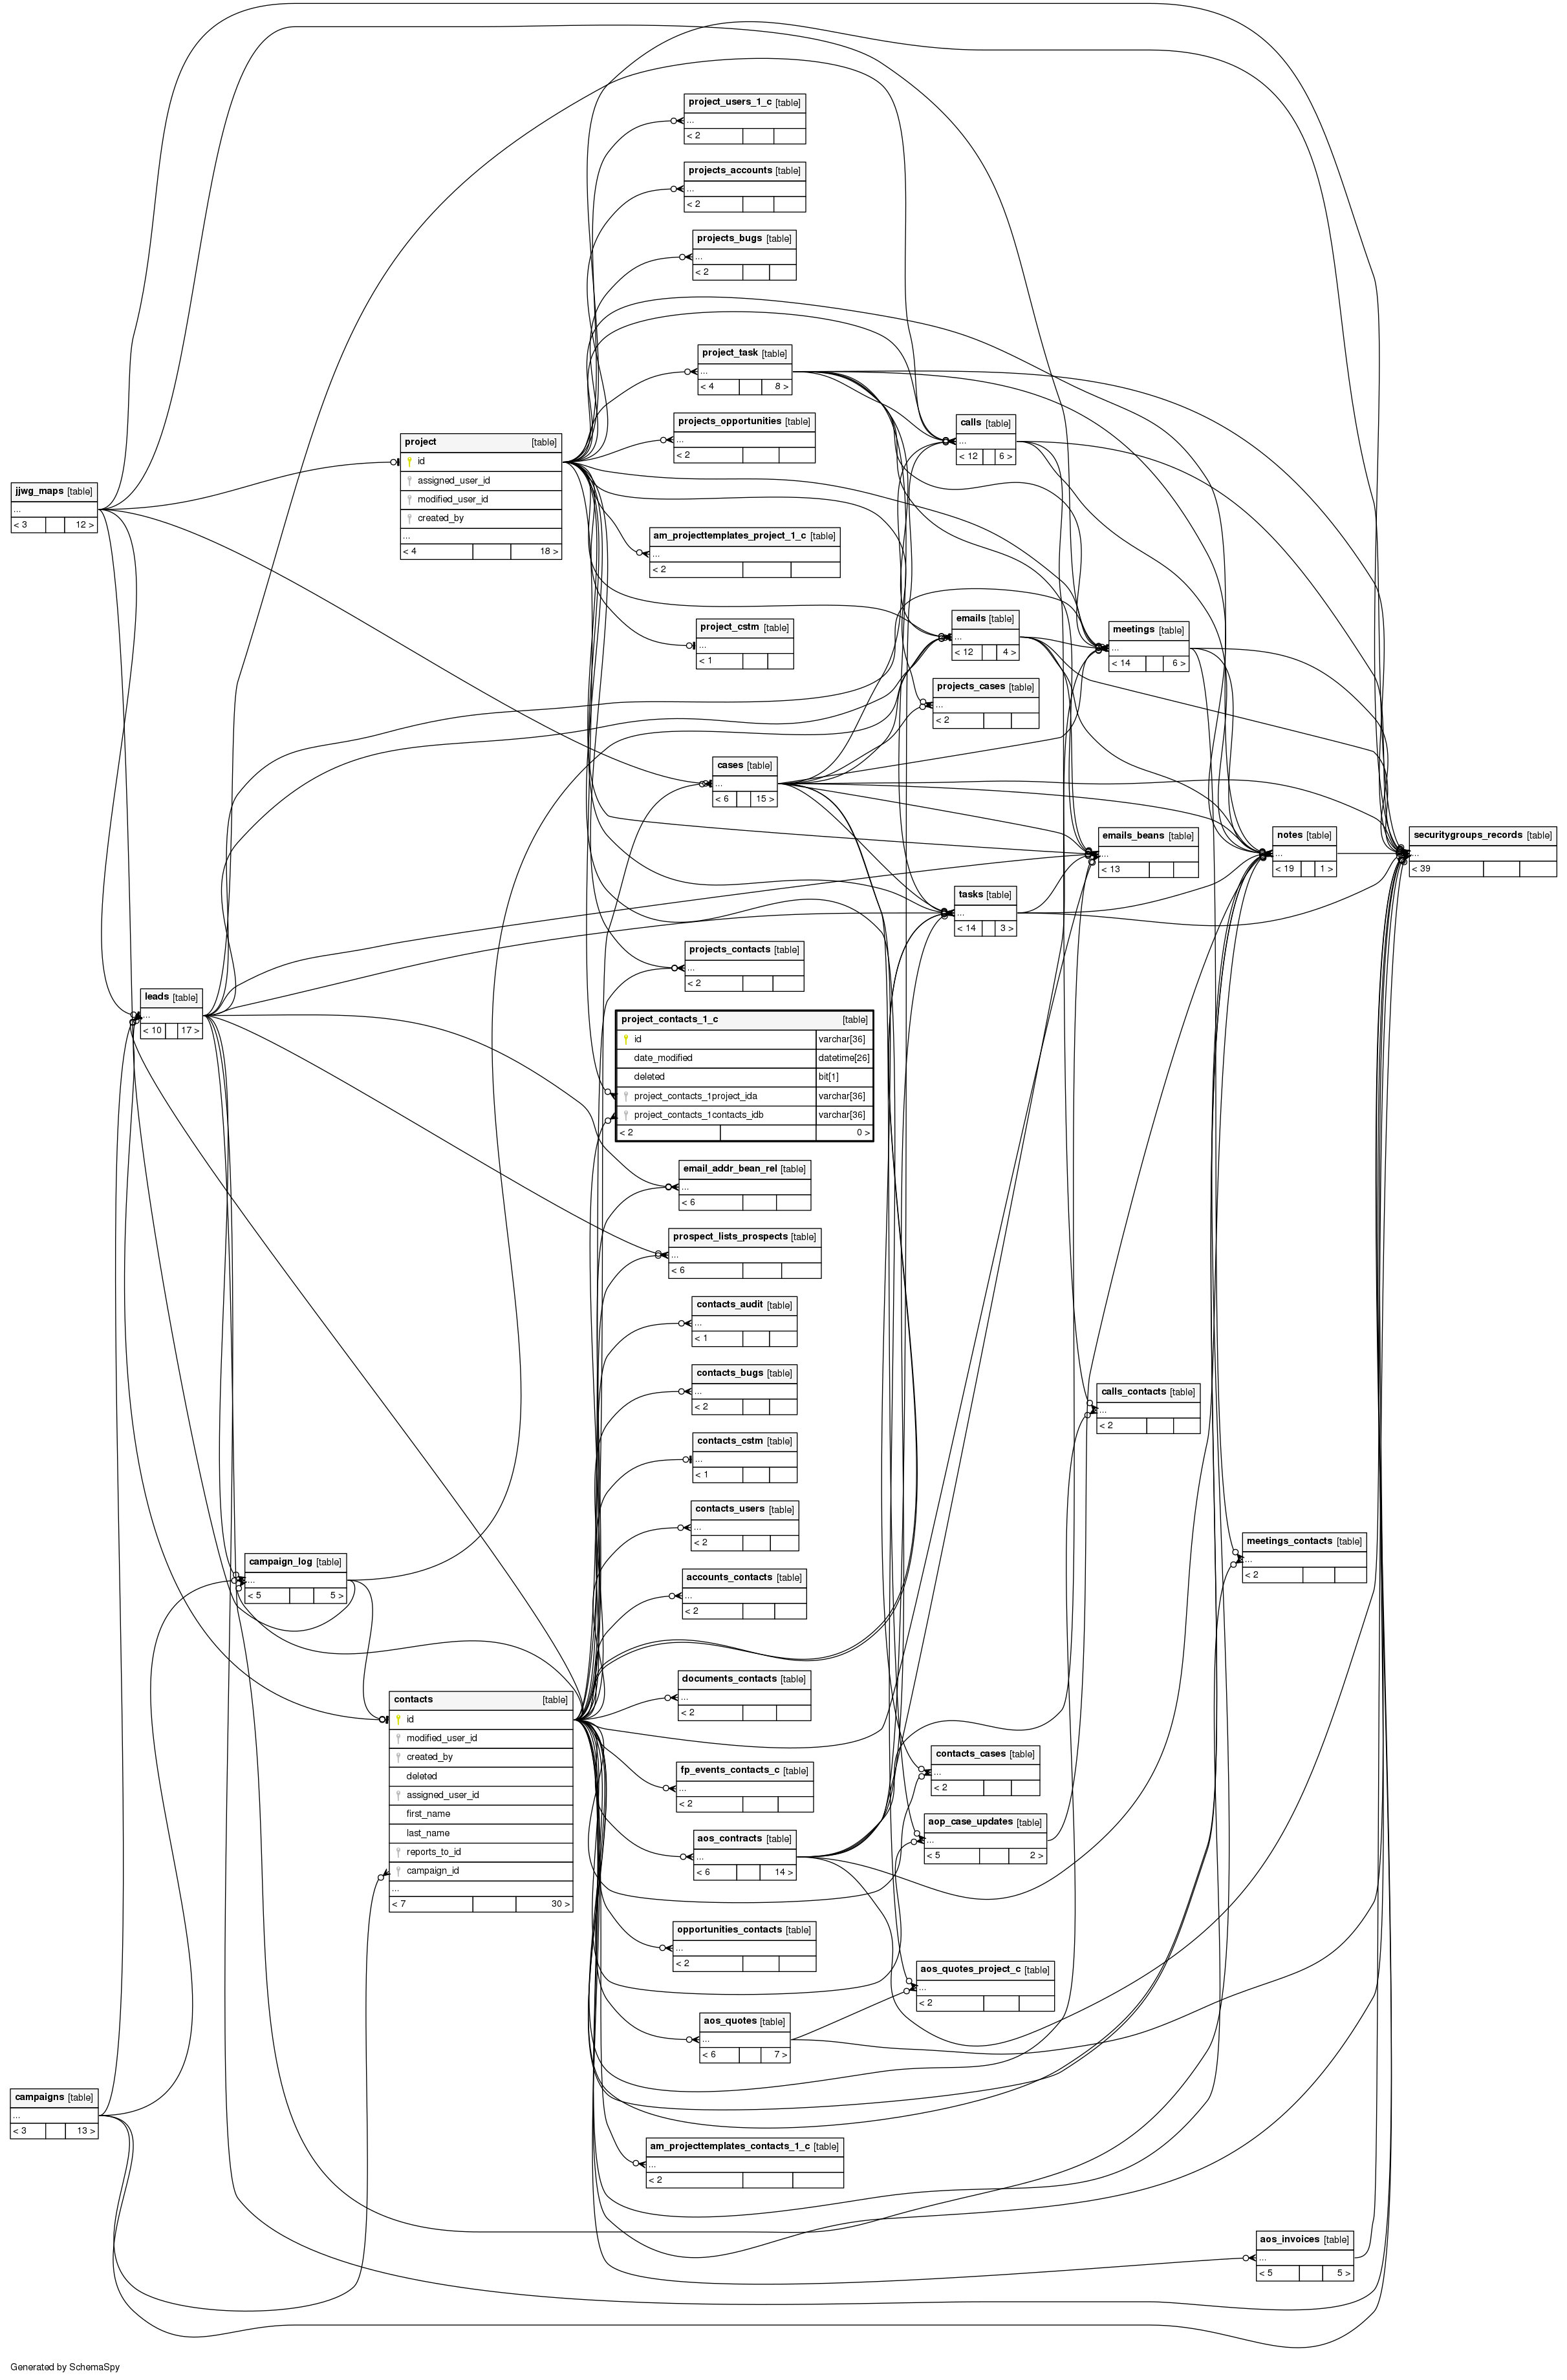 project_users_1_c [table]
...
< 2
projects_accounts [table]
...
< 2
projects_bugs [table]
...
< 2
project_task [table]
...
< 4 8 >
projects_opportunities [table]
...
< 2
calls [table]
...
< 12 6 >
project [table]
id
assigned_user_id
modified_user_id
created_by
...
< 4 18 >
jjwg_maps [table]
...
< 3 12 >
am_projecttemplates_project_1_c [table]
...
< 2
project_cstm [table]
...
< 1
emails [table]
...
< 12 4 >
meetings [table]
...
< 14 6 >
projects_cases [table]
...
< 2
cases [table]
...
< 6 15 >
emails_beans [table]
...
< 13
notes [table]
...
< 19 1 >
securitygroups_records [table]
...
< 39
tasks [table]
...
< 14 3 >
projects_contacts [table]
...
< 2
leads [table]
...
< 10 17 >
project_contacts_1_c [table]
id varchar[36]
date_modified datetime[26]
deleted bit[1]
project_contacts_1project_ida varchar[36]
project_contacts_1contacts_idb varchar[36]
< 2 0 >
email_addr_bean_rel [table]
...
< 6
prospect_lists_prospects [table]
...
< 6
contacts_audit [table]
...
< 1
contacts_bugs [table]
...
< 2
calls_contacts [table]
...
< 2
contacts_cstm [table]
...
< 1
contacts_users [table]
...
< 2
meetings_contacts [table]
...
< 2
campaign_log [table]
...
< 5 5 >
accounts_contacts [table]
...
< 2
documents_contacts [table]
...
< 2
contacts [table]
id
modified_user_id
created_by
deleted
assigned_user_id
first_name
last_name
reports_to_id
campaign_id
...
< 7 30 >
contacts_cases [table]
...
< 2
fp_events_contacts_c [table]
...
< 2
aop_case_updates [table]
...
< 5 2 >
aos_contracts [table]
...
< 6 14 >
opportunities_contacts [table]
...
< 2
aos_quotes_project_c [table]
...
< 2
aos_quotes [table]
...
< 6 7 >
campaigns [table]
...
< 3 13 >
am_projecttemplates_contacts_1_c [table]
...
< 2
aos_invoices [table]
...
< 5 5 >
Generated by SchemaSpy